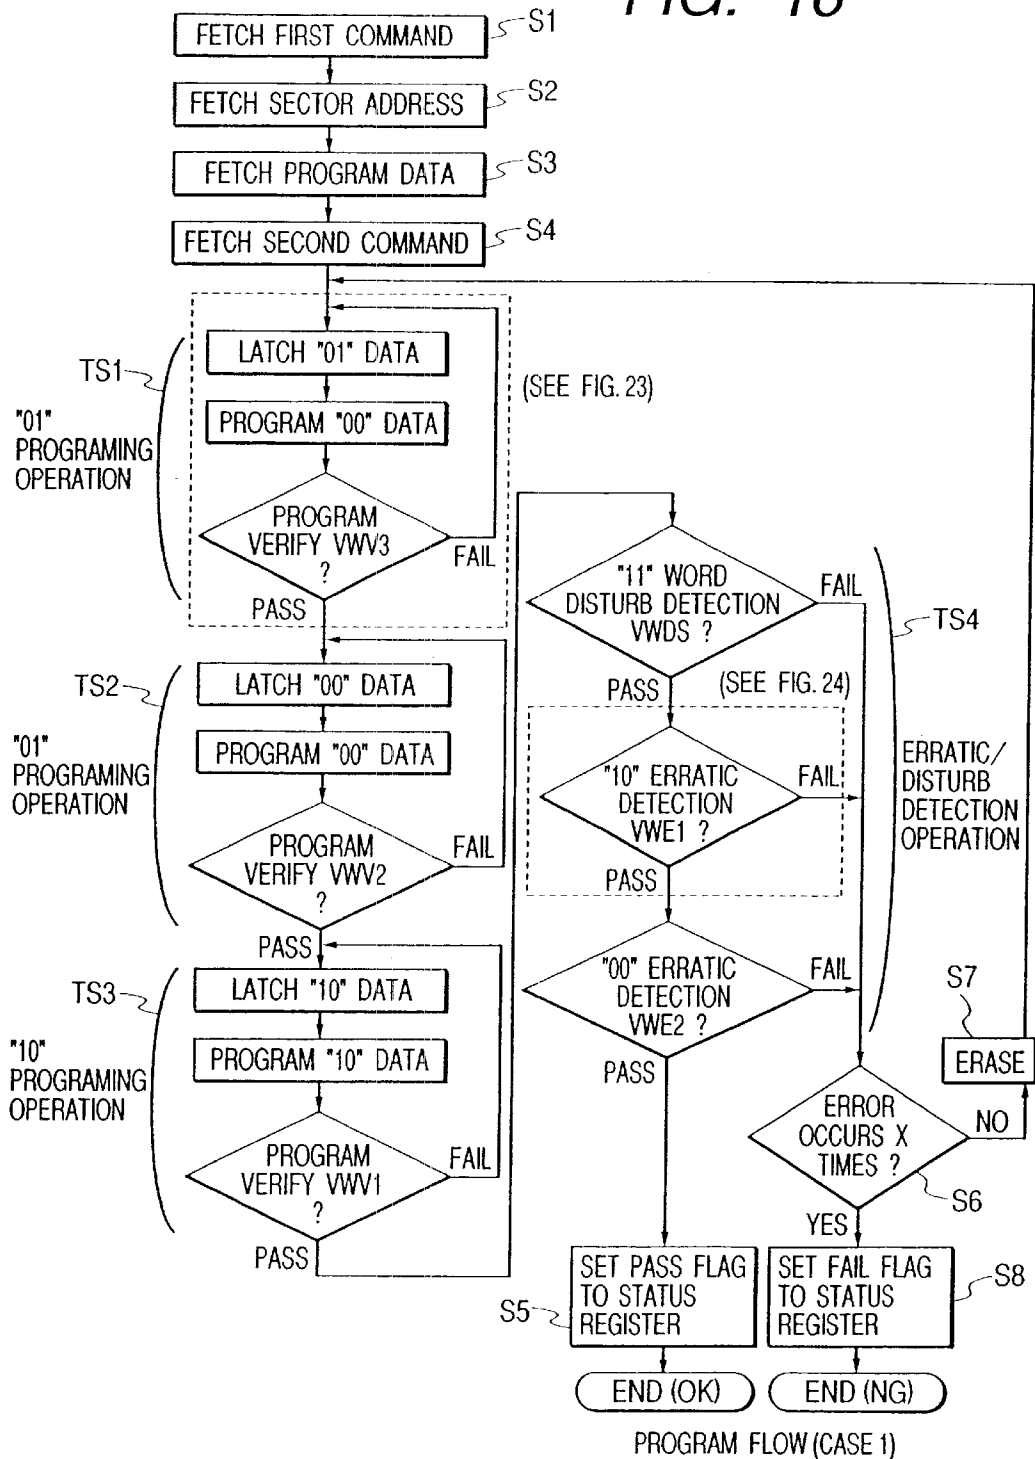 FETCH FIRST COMMAND
S1
FETCH SECTOR ADDRESS
S2
FETCH PROGRAM DATA
S3
FETCH SECOND COMMAND
S4
TS1
"01"
PROGRAMING
OPERATION
LATCH "01" DATA
PROGRAM "00" DATA
PROGRAM
VERIFY VWV3
?
FAIL
PASS
(SEE FIG. 23)
TS2
"01"
PROGRAMING
OPERATION
LATCH "00" DATA
PROGRAM "00" DATA
PROGRAM
VERIFY VWV2
?
FAIL
PASS
TS3
"10"
PROGRAMING
OPERATION
LATCH "10" DATA
PROGRAM "10" DATA
PROGRAM
VERIFY VWV1
?
FAIL
PASS
"11" WORD
DISTURB DETECTION
VWDS ?
FAIL
PASS
(SEE FIG. 24)
"10" ERRATIC
DETECTION
VWE1 ?
FAIL
PASS
"00" ERRATIC
DETECTION
VWE2 ?
FAIL
PASS
TS4
ERRATIC/
DISTURB
DETECTION
OPERATION
S7
ERASE
ERROR
OCCURS X
TIMES ?
NO
S6
YES
SET PASS FLAG
TO STATUS
REGISTER
S5
SET FAIL FLAG
TO STATUS
REGISTER
S8
END (OK)
END (NG)
PROGRAM FLOW (CASE 1)